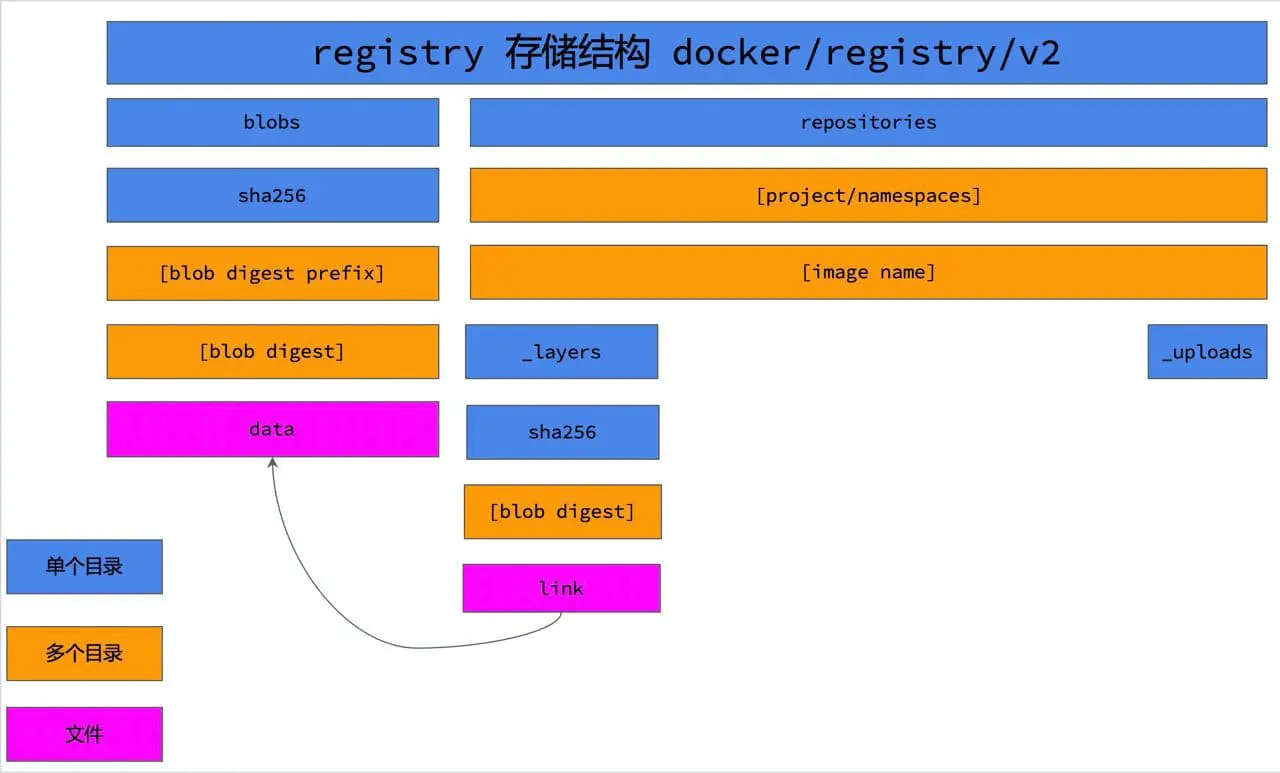 registry 存储结构 docker/registry/v2
blobs
repositories
sha256
[project/namespaces]
[blob digest prefix]
[image name]
[blob digest]
_layers
_uploads
data
sha256
[blob digest]
link
单个目录
多个目录
文件